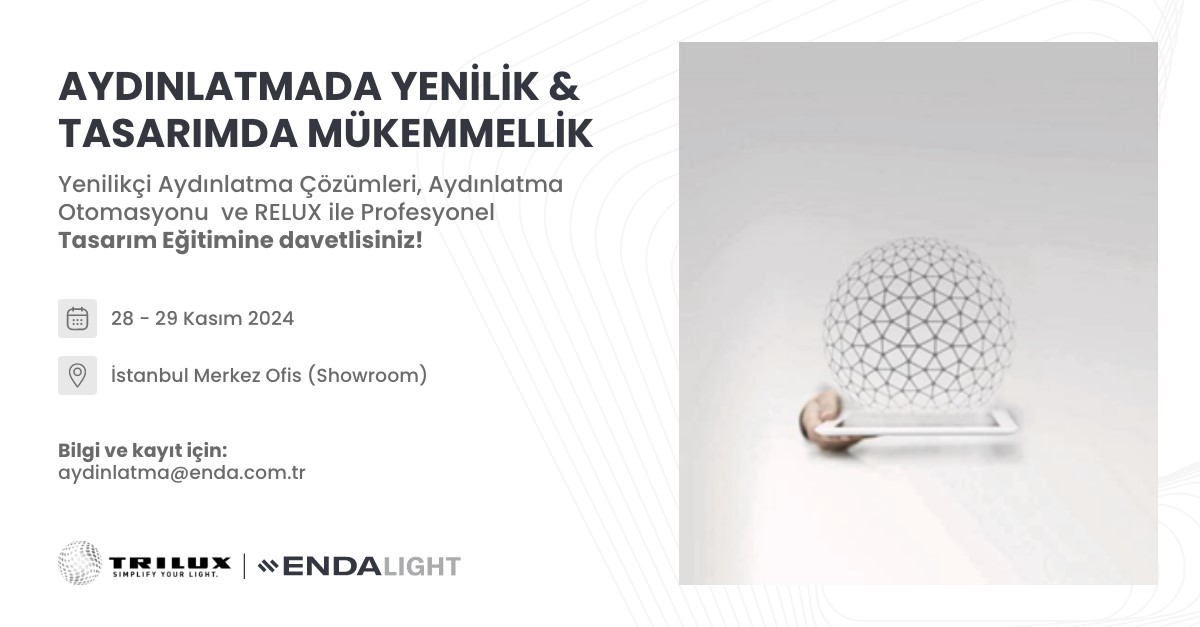 AYDINLATMADA YENİLİK &
TASARIMDA MÜKEMMELLİK
Yenilikçi Aydınlatma Çözümleri, Aydınlatma
Otomasyonu ve RELUX ile Profesyonel
Tasarım Eğitimine davetlisiniz!
28 - 29 Kasım 2024
İstanbul Merkez Ofis (Showroom)
Bilgi ve kayıt için:
aydinlatma@enda.com.tr
TRILUX
SIMPLIFY YOUR LIGHT.
ENDALIGHT